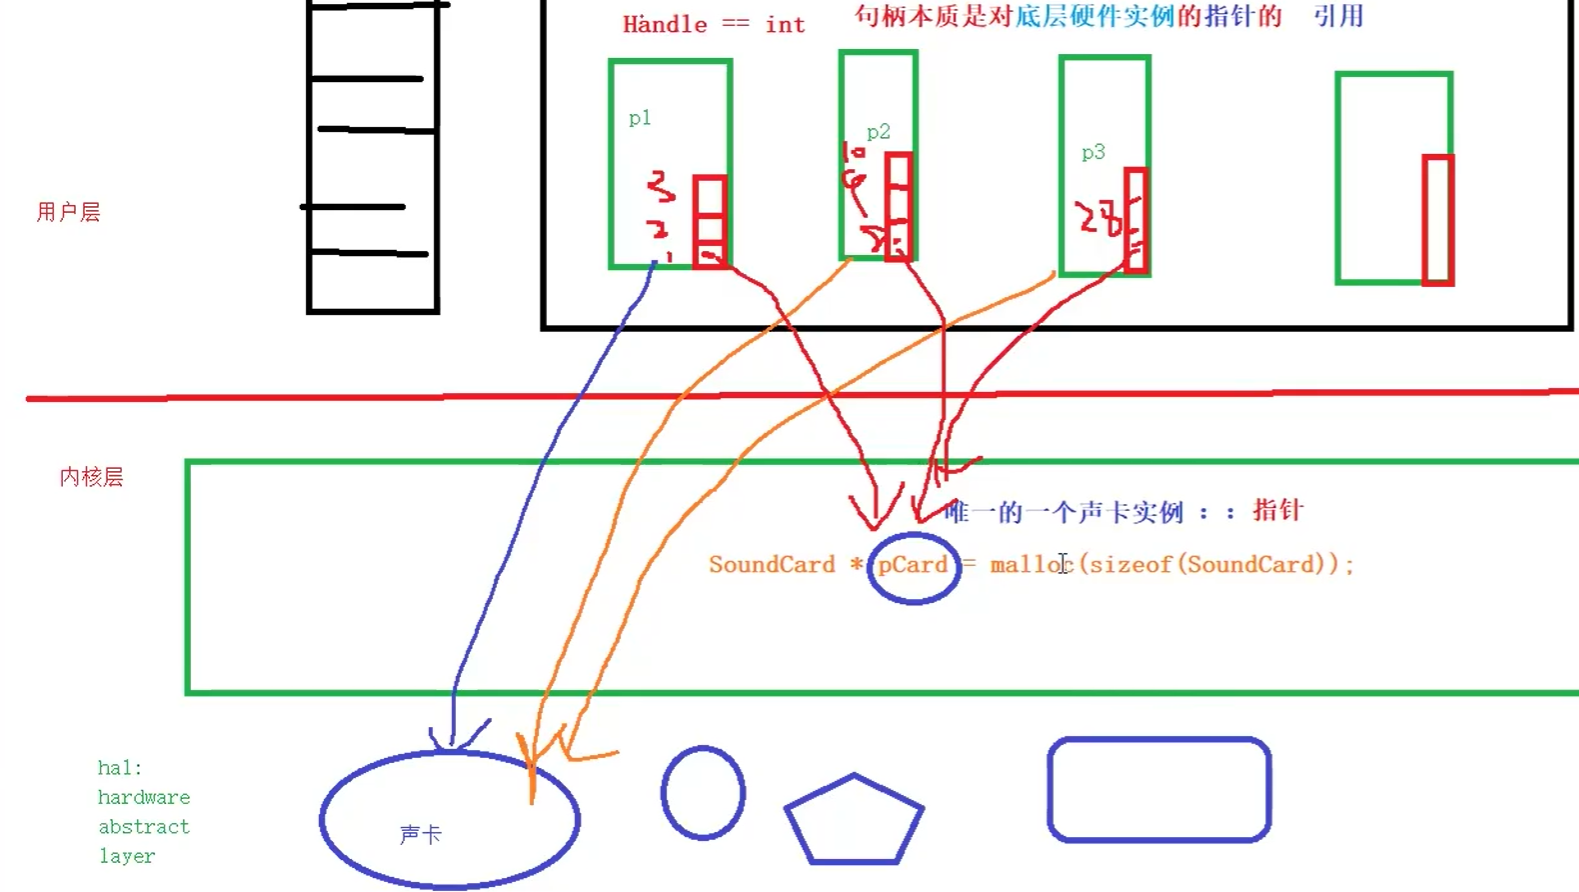 Handle == int
句柄本质是对底层硬件实例的指针的 引用
p1
p2
p3
3
2
1
10
28
用户层
内核层
唯一的一个声卡实例 : : 指针
SoundCard * pCard = malloc(sizeof(SoundCard));
hal:
hardware
abstract
layer
声卡